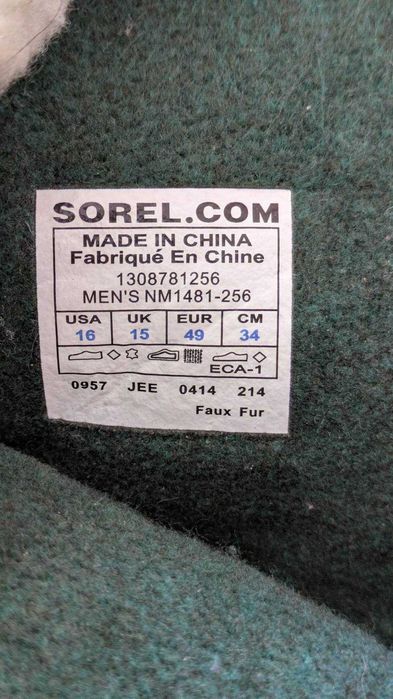 SOREL.COM
MADE IN CHINA
Fabriqué En Chine
1308781256
MEN'S NM1481-256
USA UK EUR CM
16 15 49 34
ECA-1
0957 JEE 0414 214
Faux Fur